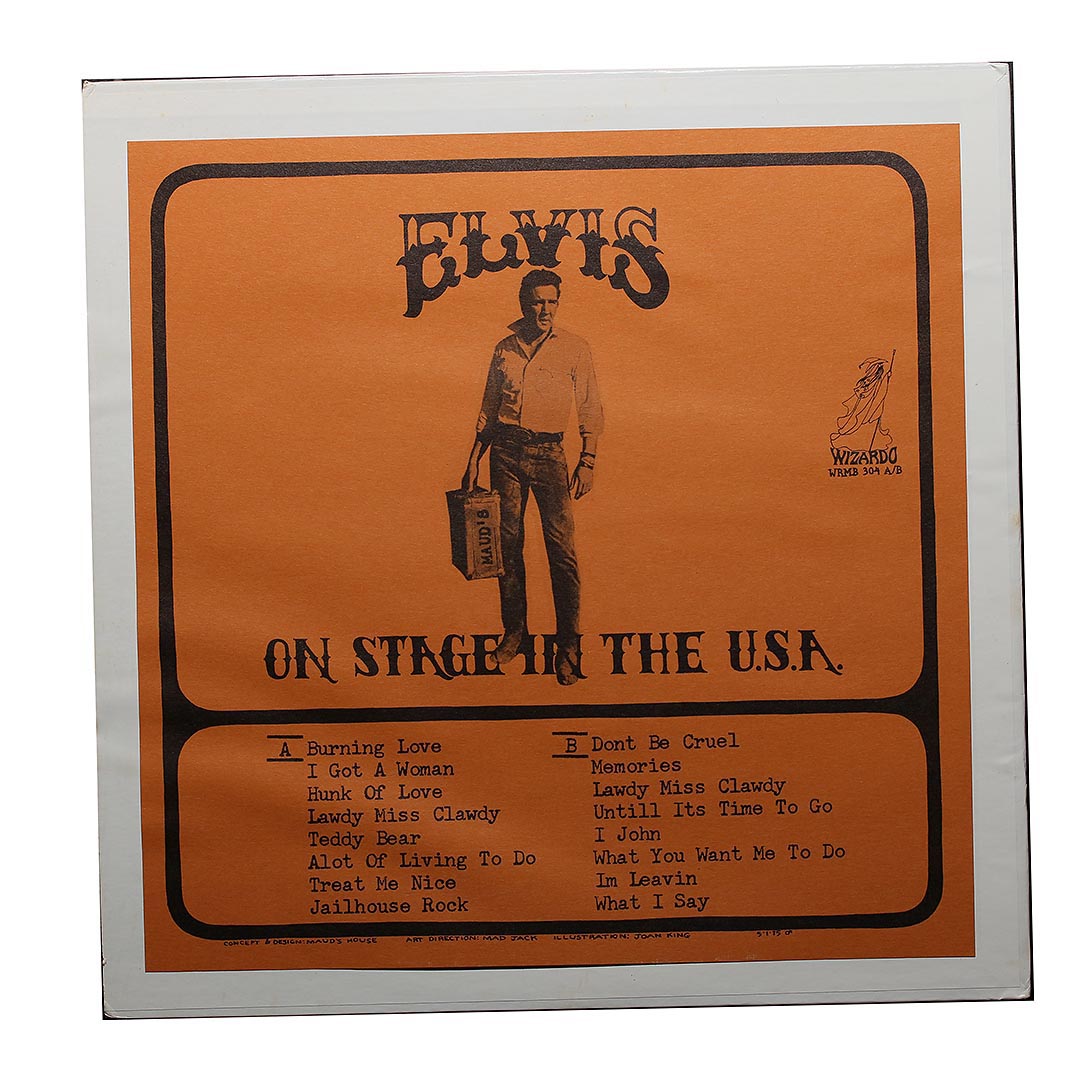 ELVIS
WIZARDO
WRMB 304 A/B
MAUD'S
ON STAGE IN THE U.S.A.
A Burning Love
I Got A Woman
Hunk Of Love
Lawdy Miss Clawdy
Teddy Bear
Alot Of Living To Do
Treat Me Nice
Jailhouse Rock
B Dont Be Cruel
Memories
Lawdy Miss Clawdy
Untill Its Time To Go
I John
What You Want Me To Do
Im Leavin
What I Say
CONCEPT & DESIGN: MAUD'S HOUSE ART DIRECTION: MAD JACK ILLUSTRATION: JOAN KING